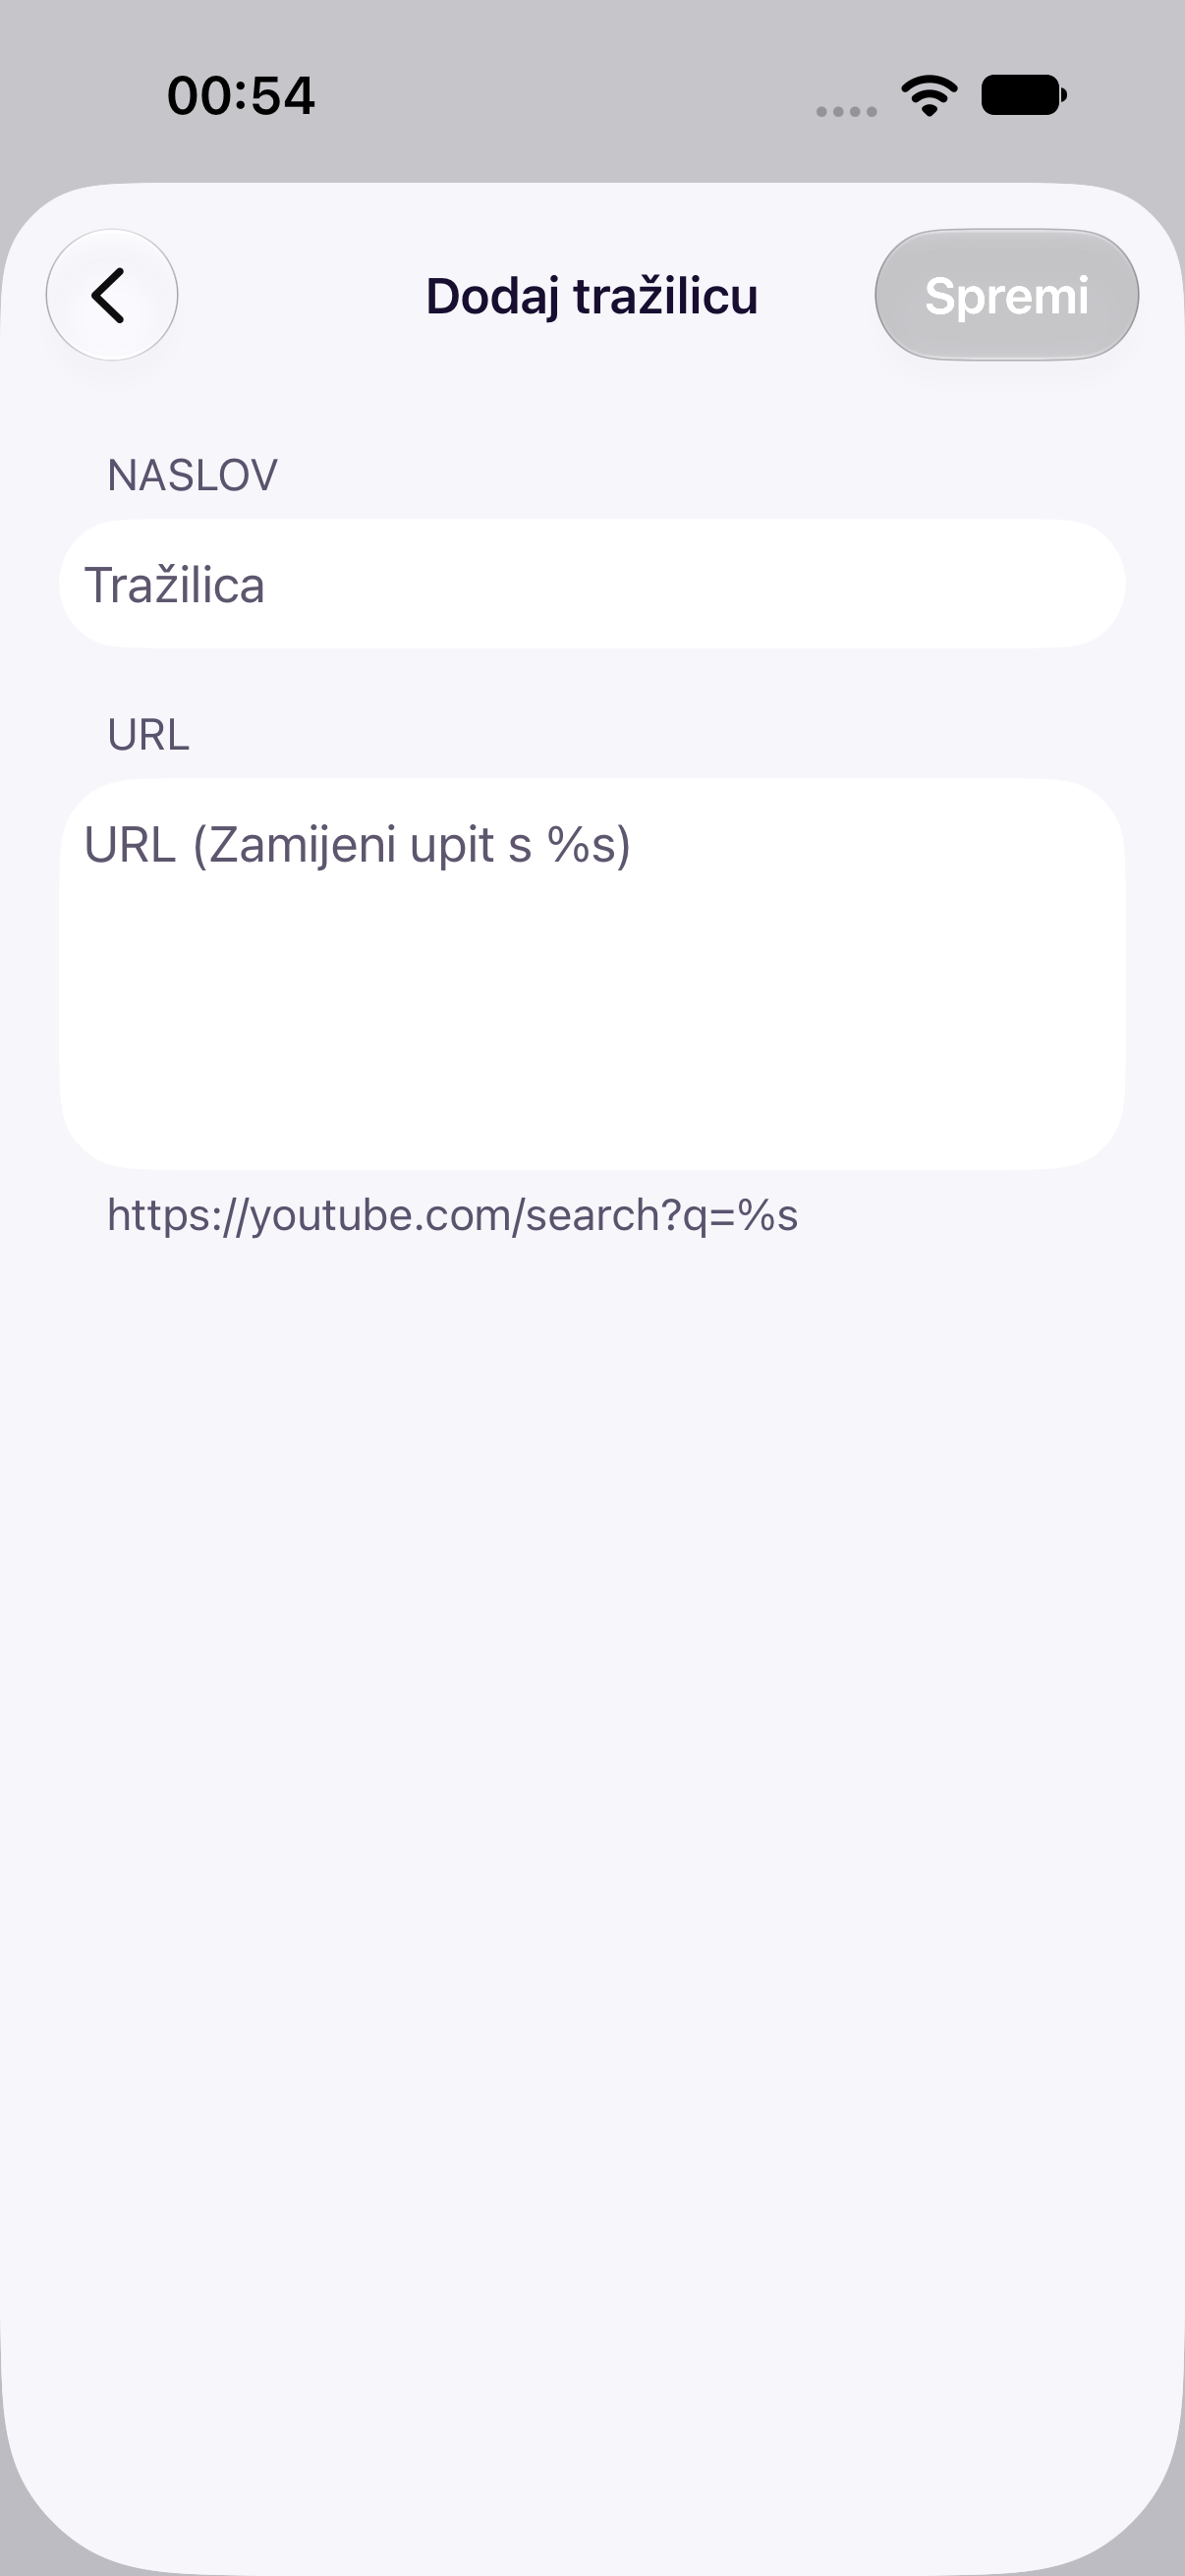 00:54
Dodaj tražilicu
Spremi
NASLOV
Tražilica
URL
URL (Zamijeni upit s %s)
https://youtube.com/search?q=%s